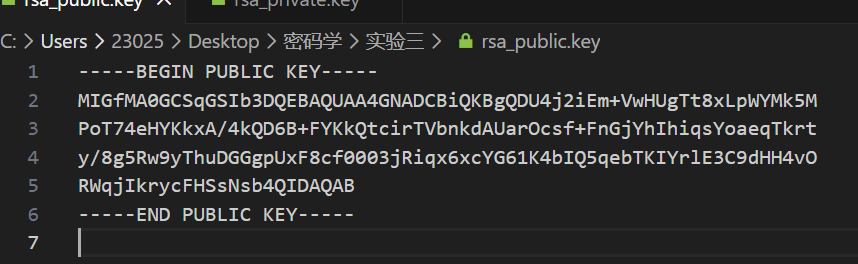 rsa_public.key rsa_private.key
C: > Users > 23025 > Desktop > 密码学 > 实验三 > rsa_public.key
1 -----BEGIN PUBLIC KEY-----
2 MIGfMA0GCSqGSIb3DQEBAQUAA4GNADCBiQKBgQDU4j2iEm+VwHUgTt8xLpWYMk5M
3 PoT74eHYKkxA/4kQD6B+FYKkQtcirTVbnkdAUarOcsf+FnGjYhIhiqsYoaeqTkrt
4 y/8g5Rw9yThuDGGgpUxF8cf0003jRiqx6xcYG61K4bIQ5qebTKIYrlE3C9dHH4vO
5 RWqjIkrycFHSsNsb4QIDAQAB
6 -----END PUBLIC KEY-----
7